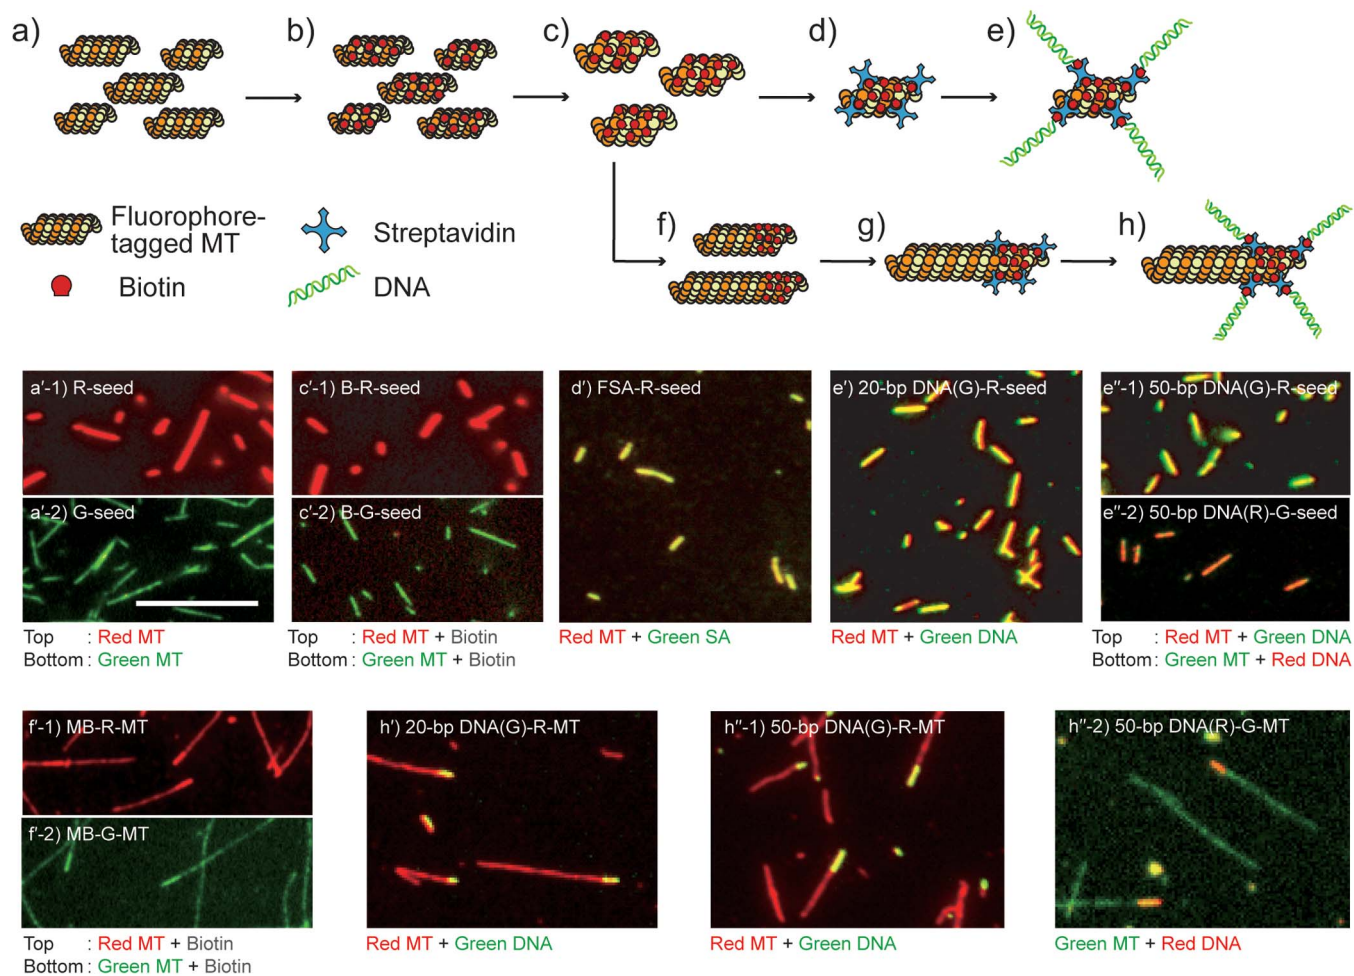 a)
b)
c)
d)
e)
Fluorophore-
tagged MT
Streptavidin
Biotin
DNA
f)
g)
h)
a′-1) R-seed
c′-1) B-R-seed
d′) FSA-R-seed
e′) 20-bp DNA(G)-R-seed
e″-1) 50-bp DNA(G)-R-seed
a′-2) G-seed
c′-2) B-G-seed
e″-2) 50-bp DNA(R)-G-seed
Top : Red MT
Bottom : Green MT
Top : Red MT + Biotin
Bottom : Green MT + Biotin
Red MT + Green SA
Red MT + Green DNA
Top : Red MT + Green DNA
Bottom : Green MT + Red DNA
f′-1) MB-R-MT
h′) 20-bp DNA(G)-R-MT
h″-1) 50-bp DNA(G)-R-MT
h″-2) 50-bp DNA(R)-G-MT
f′-2) MB-G-MT
Top : Red MT + Biotin
Bottom : Green MT + Biotin
Red MT + Green DNA
Red MT + Green DNA
Green MT + Red DNA